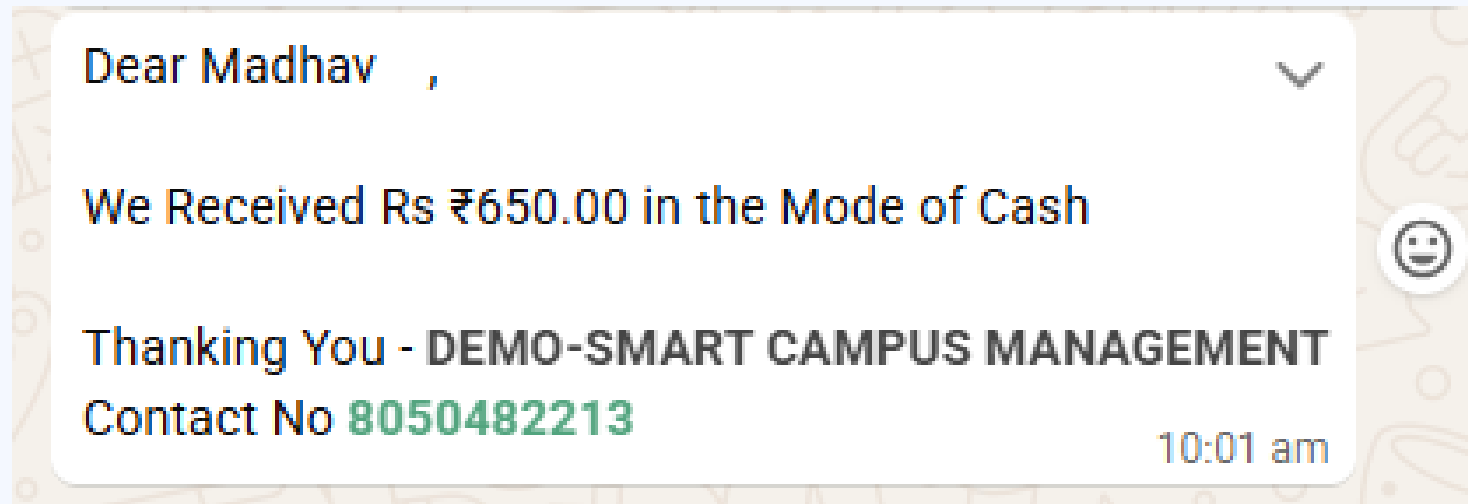 Dear Madhav   ,
We Received Rs ₹650.00 in the Mode of Cash
Thanking You - DEMO-SMART CAMPUS MANAGEMENT
Contact No 8050482213
10:01 am